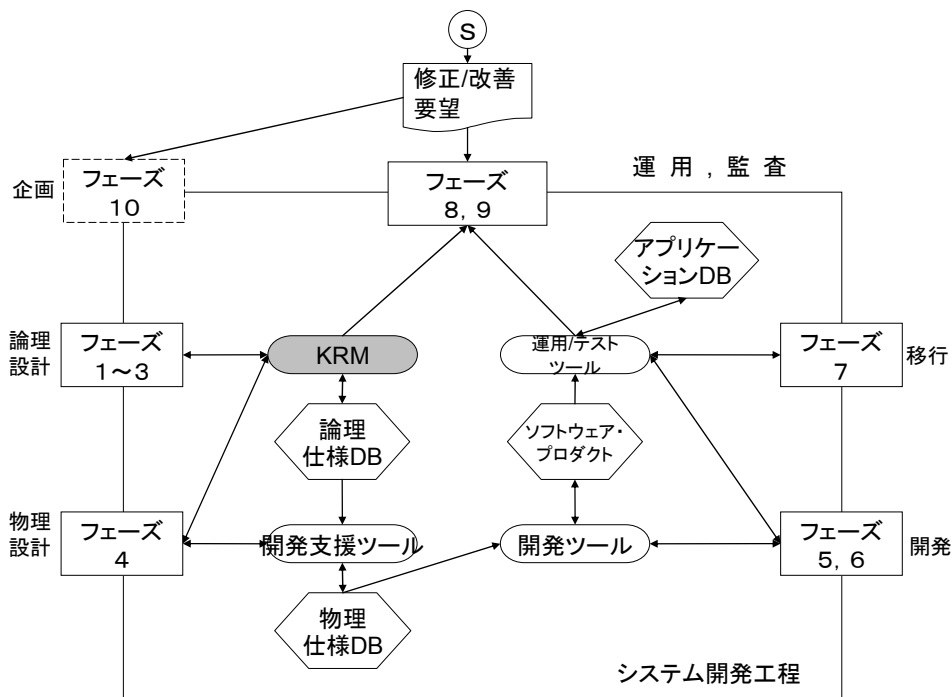 S
修正/改善
要望
企画
フェーズ
10
フェーズ
8, 9
運 用 , 監 査
アプリケー
ションDB
論理
設計
フェーズ
1～3
KRM
運用/テスト
ツール
フェーズ
7
移行
論理
仕様DB
ソフトウェア・
プロダクト
物理
設計
フェーズ
4
開発支援ツール
開発ツール
フェーズ
5, 6
開発
物理
仕様DB
システム開発工程